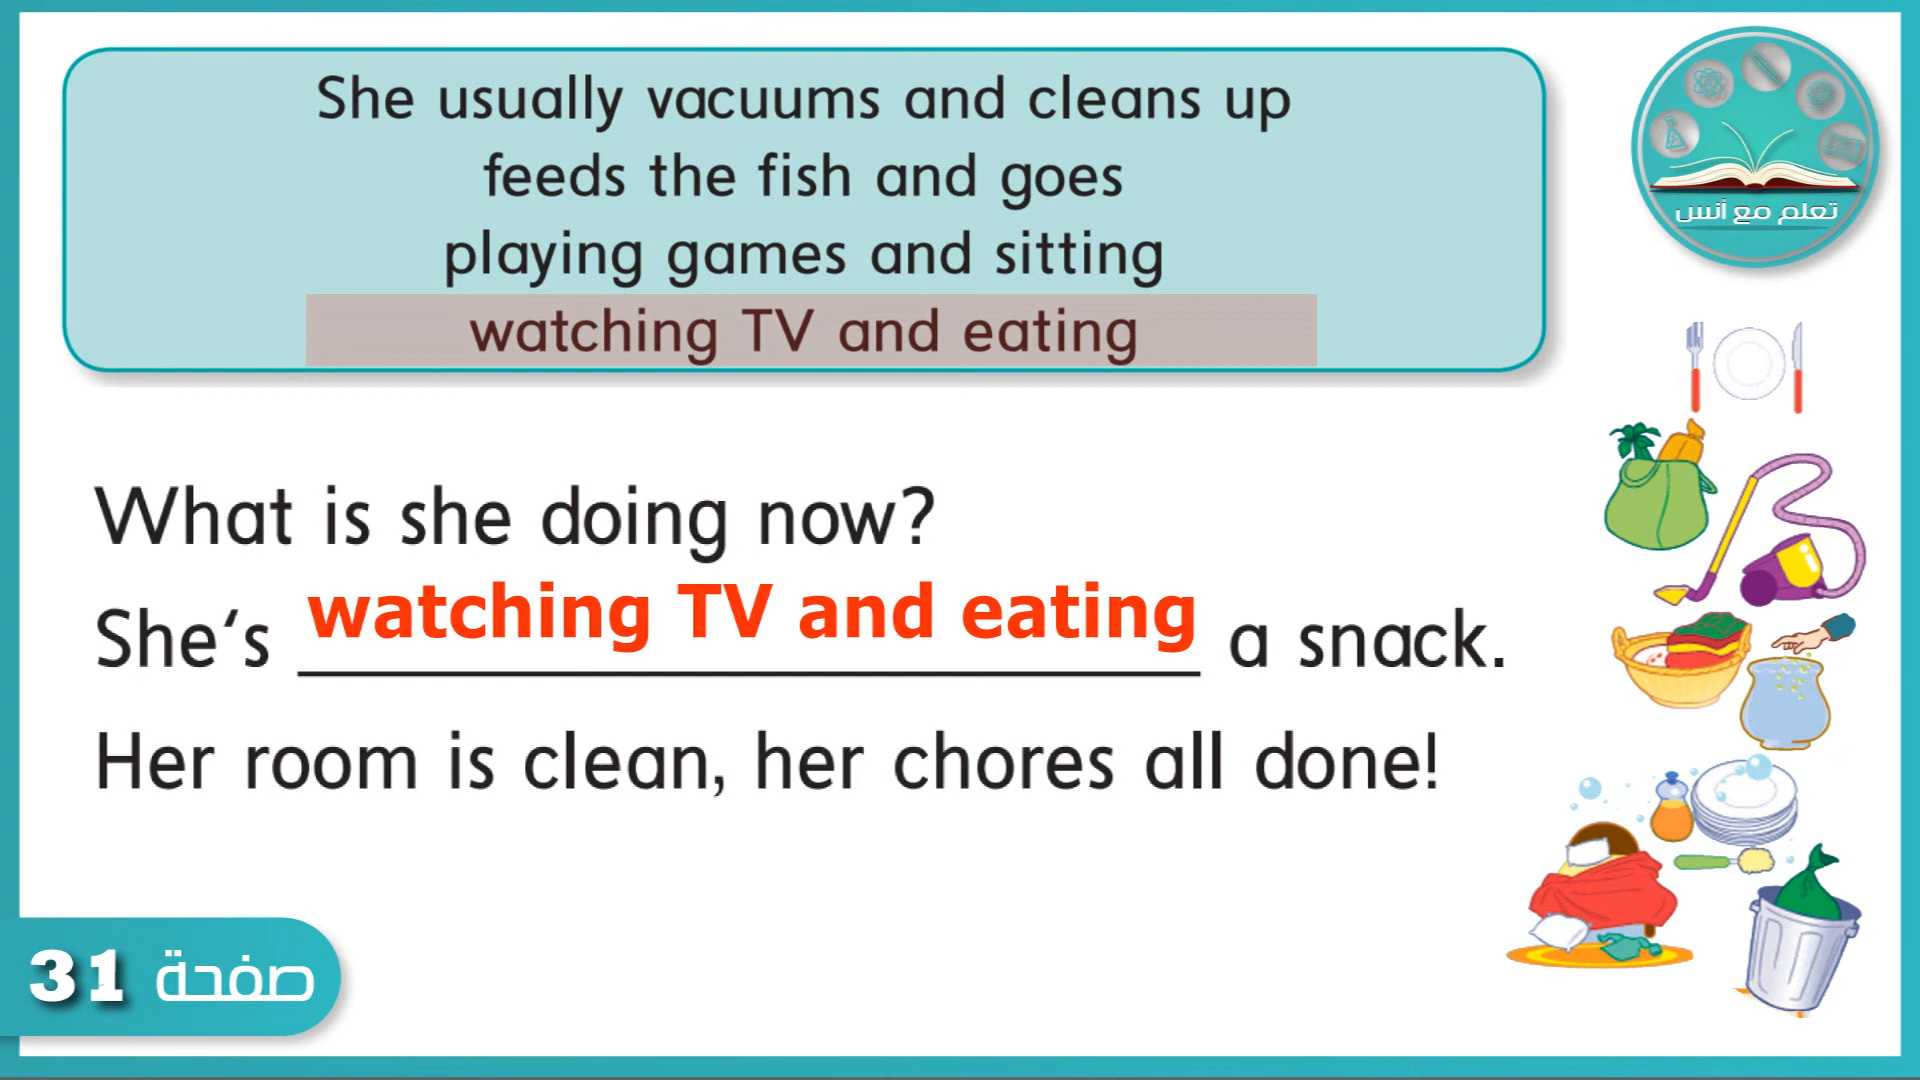 She usually vacuums and cleans up
feeds the fish and goes
playing games and sitting
watching TV and eating
تعلم مع أنس
What is she doing now?
She‘s watching TV and eating a snack.
Her room is clean, her chores all done!
صفحة 31